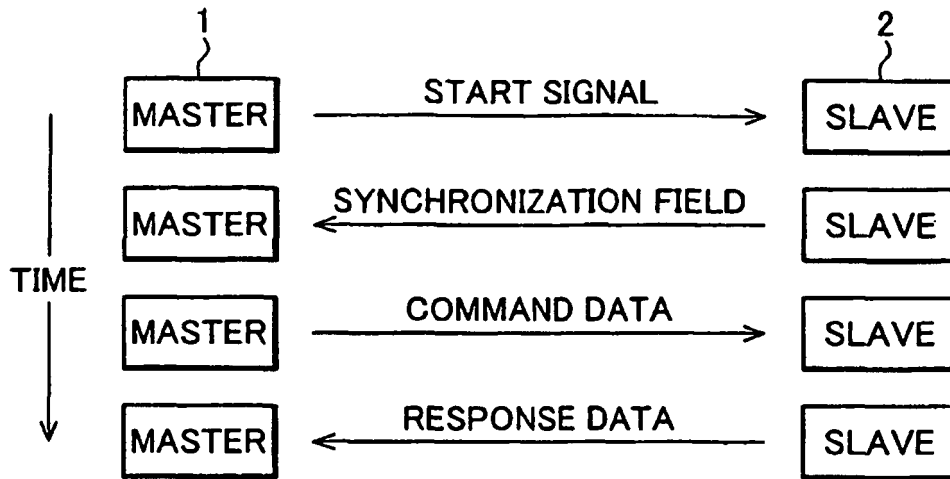 1 2
MASTER START SIGNAL SLAVE
MASTER SYNCHRONIZATION FIELD SLAVE
TIME
MASTER COMMAND DATA SLAVE
MASTER RESPONSE DATA SLAVE